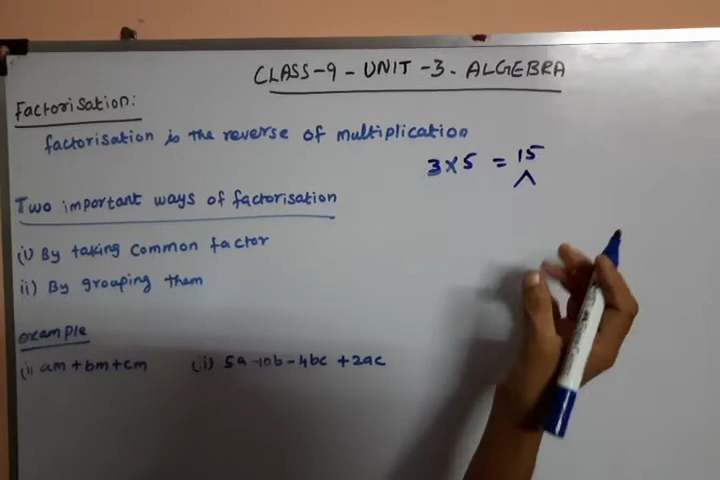 CLASS-9-UNIT-3. ALGEBRA
Factorisation:
factorisation is the reverse of multiplication
3 × 5 = 15
Two important ways of factorisation
(i) By taking common factor
ii) By grouping them
example
(i) am + bm + cm (ii) 5a - 10b - 4bc + 2ac